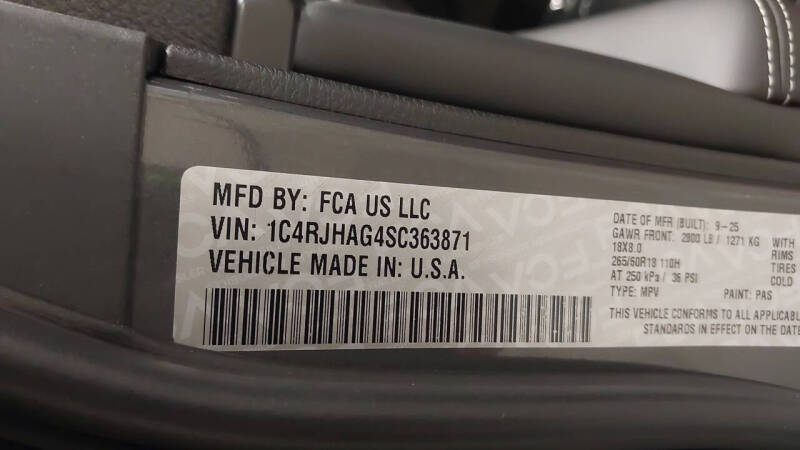 MFD BY: FCA US LLC
VIN: 1C4RJHAG4SC363871
VEHICLE MADE IN: U.S.A.
DATE OF MFR (BUILT): 9-25
GAWR FRONT: 2800 LB / 1271 KG WITH
18X8.0 RIMS
265/60R18 110H TIRES
AT 250 kPa / 36 PSI COLD
TYPE: MPV PAINT: PAS
THIS VEHICLE CONFORMS TO ALL APPLICABL
STANDARDS IN EFFECT ON THE DATE